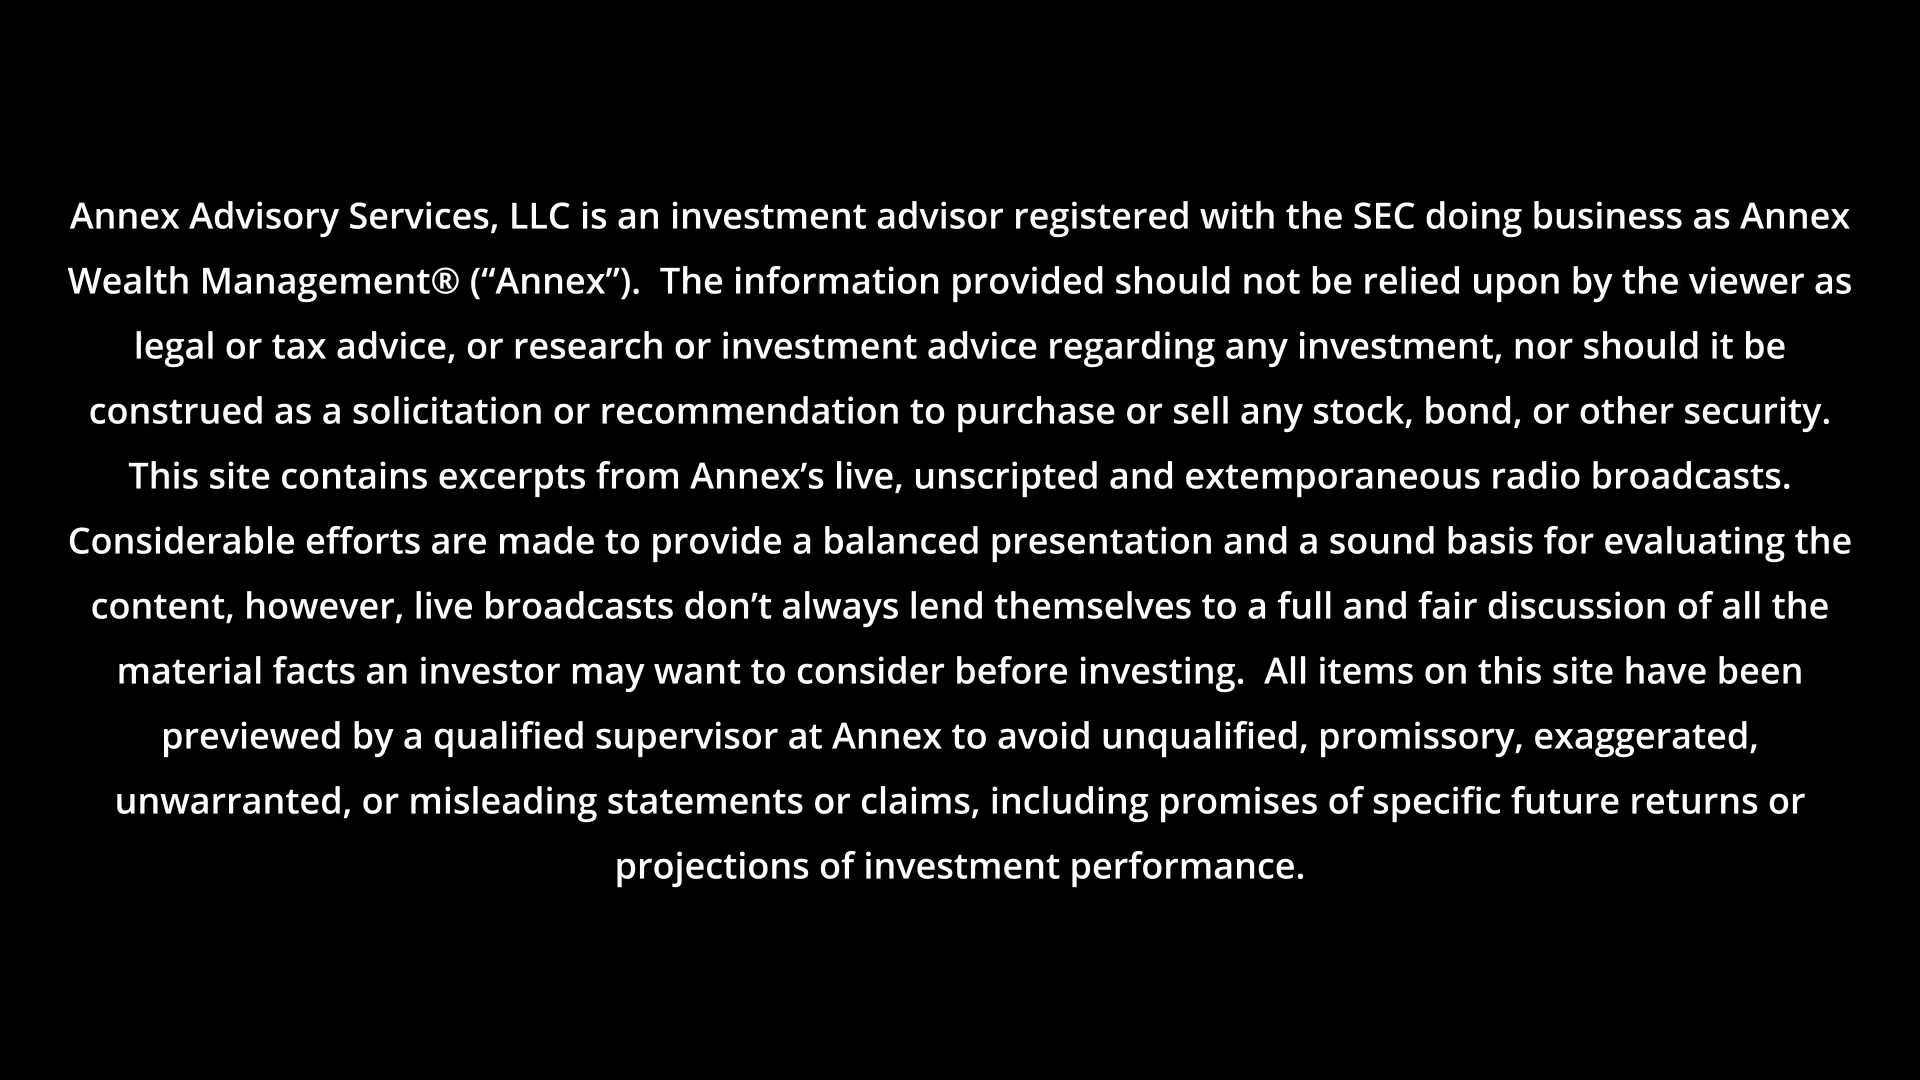 Annex Advisory Services, LLC is an investment advisor registered with the SEC doing business as Annex
Wealth Management® (“Annex”).  The information provided should not be relied upon by the viewer as
legal or tax advice, or research or investment advice regarding any investment, nor should it be
construed as a solicitation or recommendation to purchase or sell any stock, bond, or other security.
This site contains excerpts from Annex’s live, unscripted and extemporaneous radio broadcasts.
Considerable efforts are made to provide a balanced presentation and a sound basis for evaluating the
content, however, live broadcasts don’t always lend themselves to a full and fair discussion of all the
material facts an investor may want to consider before investing.  All items on this site have been
previewed by a qualified supervisor at Annex to avoid unqualified, promissory, exaggerated,
unwarranted, or misleading statements or claims, including promises of specific future returns or
projections of investment performance.